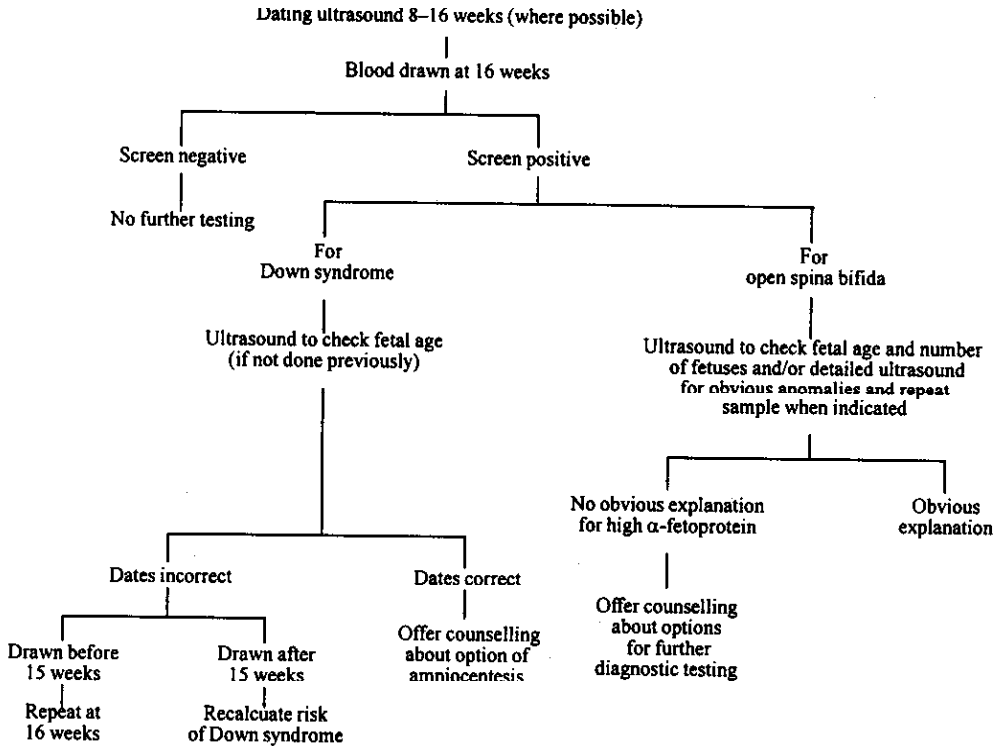 Dating ultrasound 8–16 weeks (where possible)
Blood drawn at 16 weeks
Screen negative
Screen positive
No further testing
For
Down syndrome
For
open spina bifida
Ultrasound to check fetal age
(if not done previously)
Ultrasound to check fetal age and number
of fetuses and/or detailed ultrasound
for obvious anomalies and repeat
sample when indicated
No obvious explanation
for high α-fetoprotein
Obvious
explanation
Dates incorrect
Dates correct
Offer counselling
about options
for further
diagnostic testing
Drawn before
15 weeks
Drawn after
15 weeks
Offer counselling
about option of
amniocentesis
Repeat at
16 weeks
Recalcuate risk
of Down syndrome